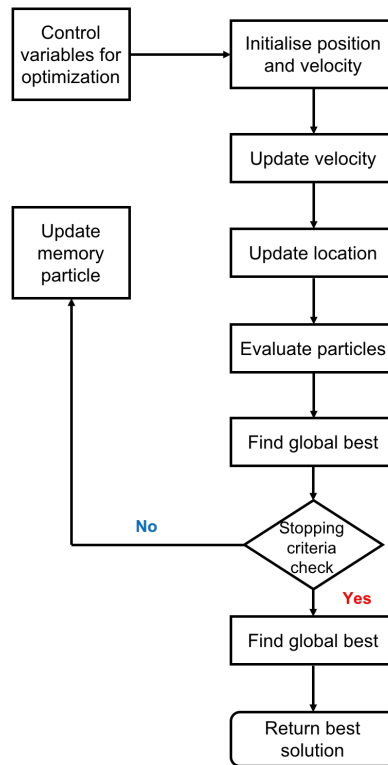 Control
variables for
optimization
Initialise position
and velocity
Update velocity
Update
memory
particle
Update location
Evaluate particles
Find global best
Stopping
criteria
check
No
Yes
Find global best
Return best
solution